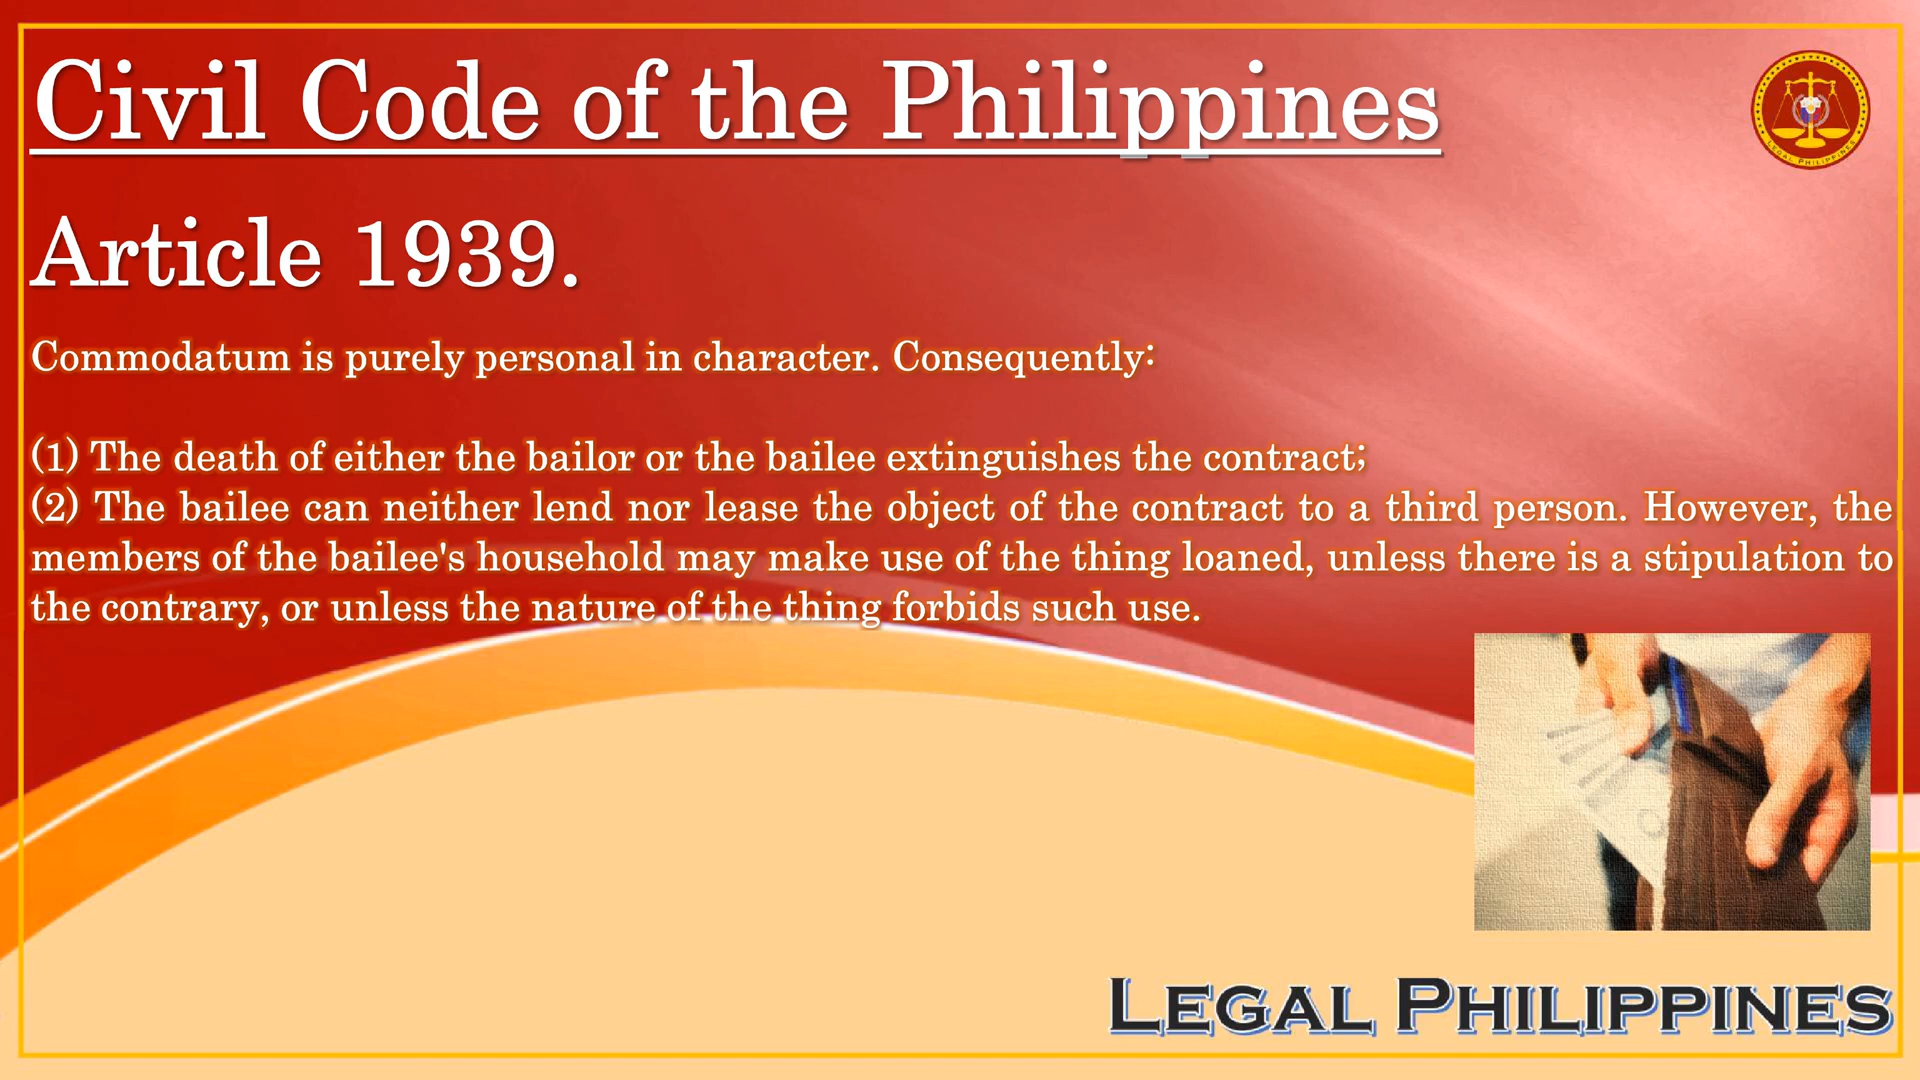 Civil Code of the Philippines
LEGAL PHILIPPINES
Article 1939.
Commodatum is purely personal in character. Consequently:
(1) The death of either the bailor or the bailee extinguishes the contract;
(2) The bailee can neither lend nor lease the object of the contract to a third person. However, the
members of the bailee's household may make use of the thing loaned, unless there is a stipulation to
the contrary, or unless the nature of the thing forbids such use.
LEGAL PHILIPPINES